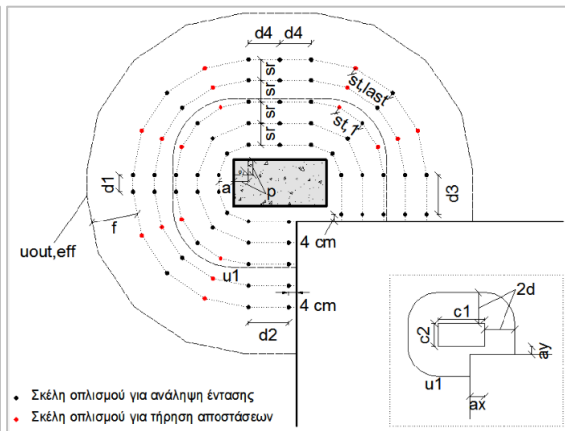 d4 d4
sr
sr
sr
sr
st,last
st,1
d1
a
p
d3
f
uout,eff
4 cm
u1
4 cm
d2
2d
c1
c2
ay
u1
ax
Σκέλη οπλισμού για ανάληψη έντασης
Σκέλη οπλισμού για τήρηση αποστάσεων